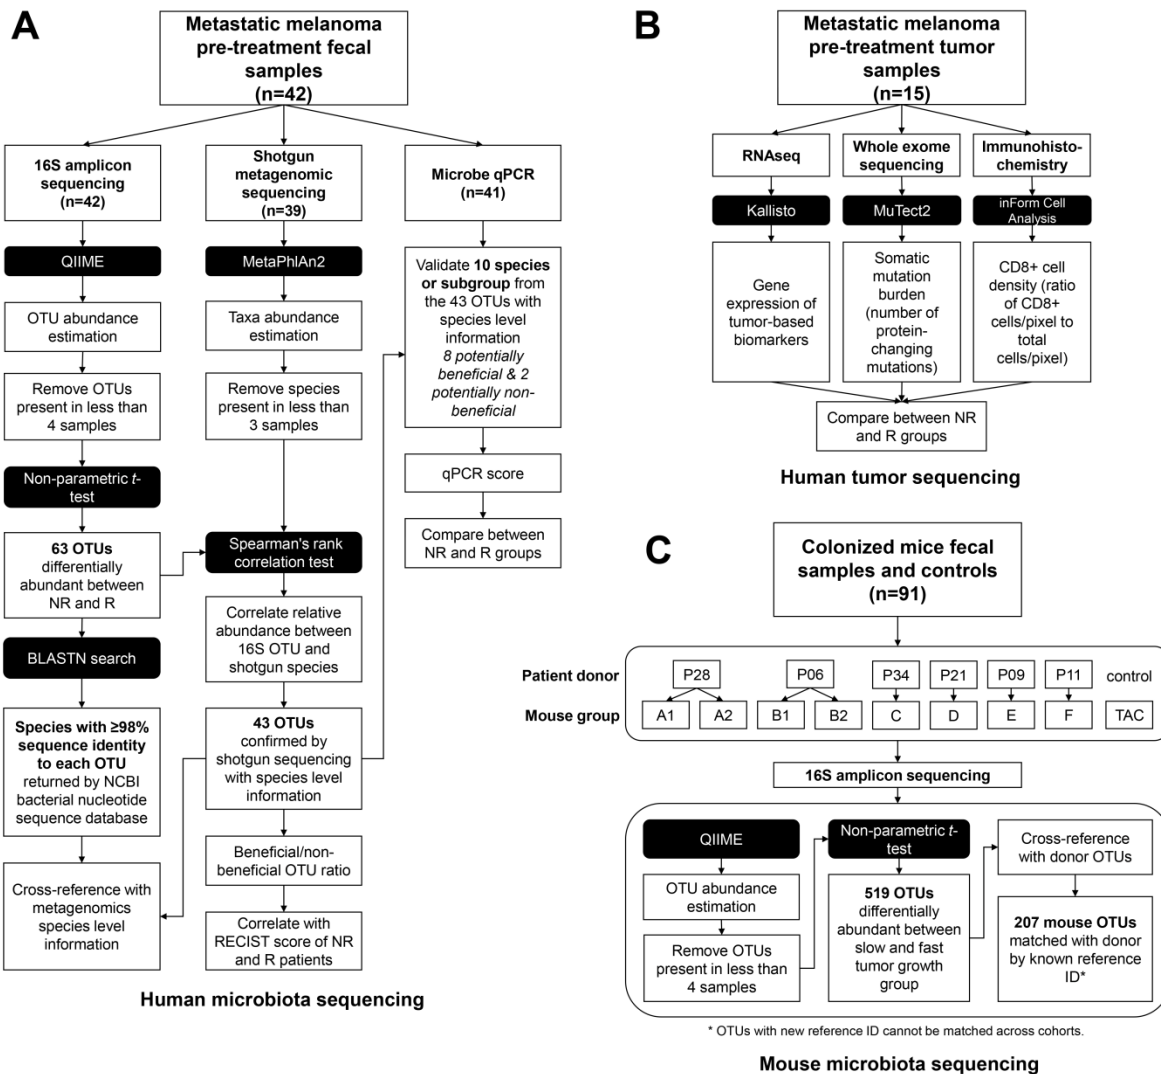 A
Metastatic melanoma
pre-treatment fecal
samples
(n=42)
16S amplicon
sequencing
(n=42)
Shotgun
metagenomic
sequencing
(n=39)
Microbe qPCR
(n=41)
QIIME
MetaPhlAn2
OTU abundance
estimation
Taxa abundance
estimation
Validate 10 species
or subgroup from
the 43 OTUs with
species level
information
8 potentially
beneficial & 2
potentially non-
beneficial
Remove OTUs
present in less than
4 samples
Remove species
present in less than
3 samples
Non-parametric t-
test
qPCR score
63 OTUs
differentially
abundant between
NR and R
Spearman's rank
correlation test
Compare between
NR and R groups
BLASTN search
Correlate relative
abundance between
16S OTU and
shotgun species
Species with ≥98%
sequence identity
to each OTU
returned by NCBI
bacterial nucleotide
sequence database
43 OTUs
confirmed by
shotgun sequencing
with species level
information
Cross-reference with
metagenomics
species level
information
Beneficial/non-
beneficial OTU ratio
Correlate with
RECIST score of NR
and R patients
Human microbiota sequencing
B
Metastatic melanoma
pre-treatment tumor
samples
(n=15)
RNAseq
Whole exome
sequencing
Immunohisto-
chemistry
Kallisto
MuTect2
inForm Cell
Analysis
Gene
expression of
tumor-based
biomarkers
Somatic
mutation
burden
(number of
protein-
changing
mutations)
CD8+ cell
density (ratio
of CD8+
cells/pixel to
total
cells/pixel)
Compare between NR
and R groups
Human tumor sequencing
C
Colonized mice fecal
samples and controls
(n=91)
Patient donor
P28
P06
P34
P21
P09
P11
control
Mouse group
A1
A2
B1
B2
C
D
E
F
TAC
16S amplicon sequencing
QIIME
OTU abundance
estimation
Remove OTUs
present in less than
4 samples
Non-parametric t-
test
519 OTUs
differentially
abundant between
slow and fast
tumor growth
group
Cross-reference
with donor OTUs
207 mouse OTUs
matched with donor
by known reference
ID*
* OTUs with new reference ID cannot be matched across cohorts.
Mouse microbiota sequencing